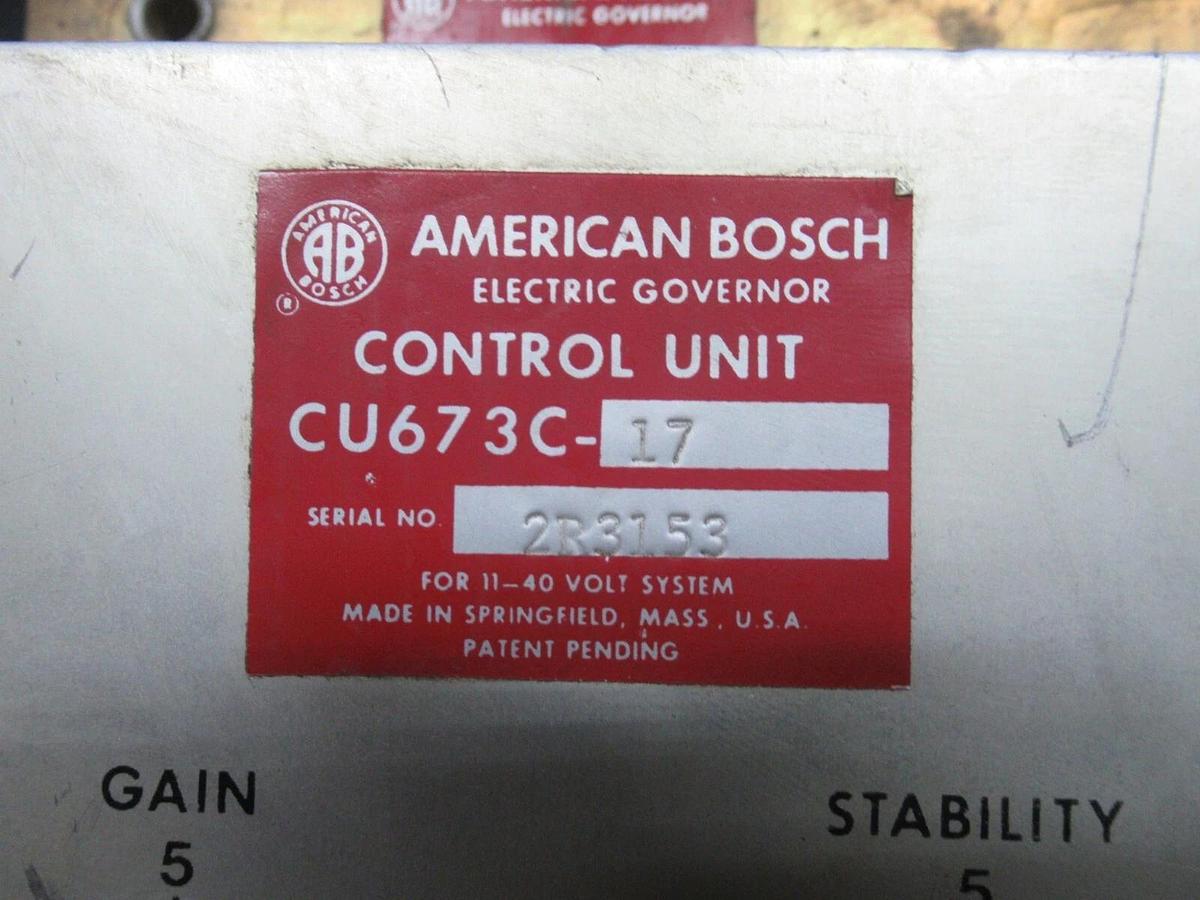 ELECTRIC GOVERNOR
AMERICAN
AB
BOSCH
®
AMERICAN BOSCH
ELECTRIC GOVERNOR
CONTROL UNIT
CU673C-17
SERIAL NO. 2R3153
FOR 11-40 VOLT SYSTEM
MADE IN SPRINGFIELD, MASS., U.S.A.
PATENT PENDING
GAIN
5
STABILITY
5